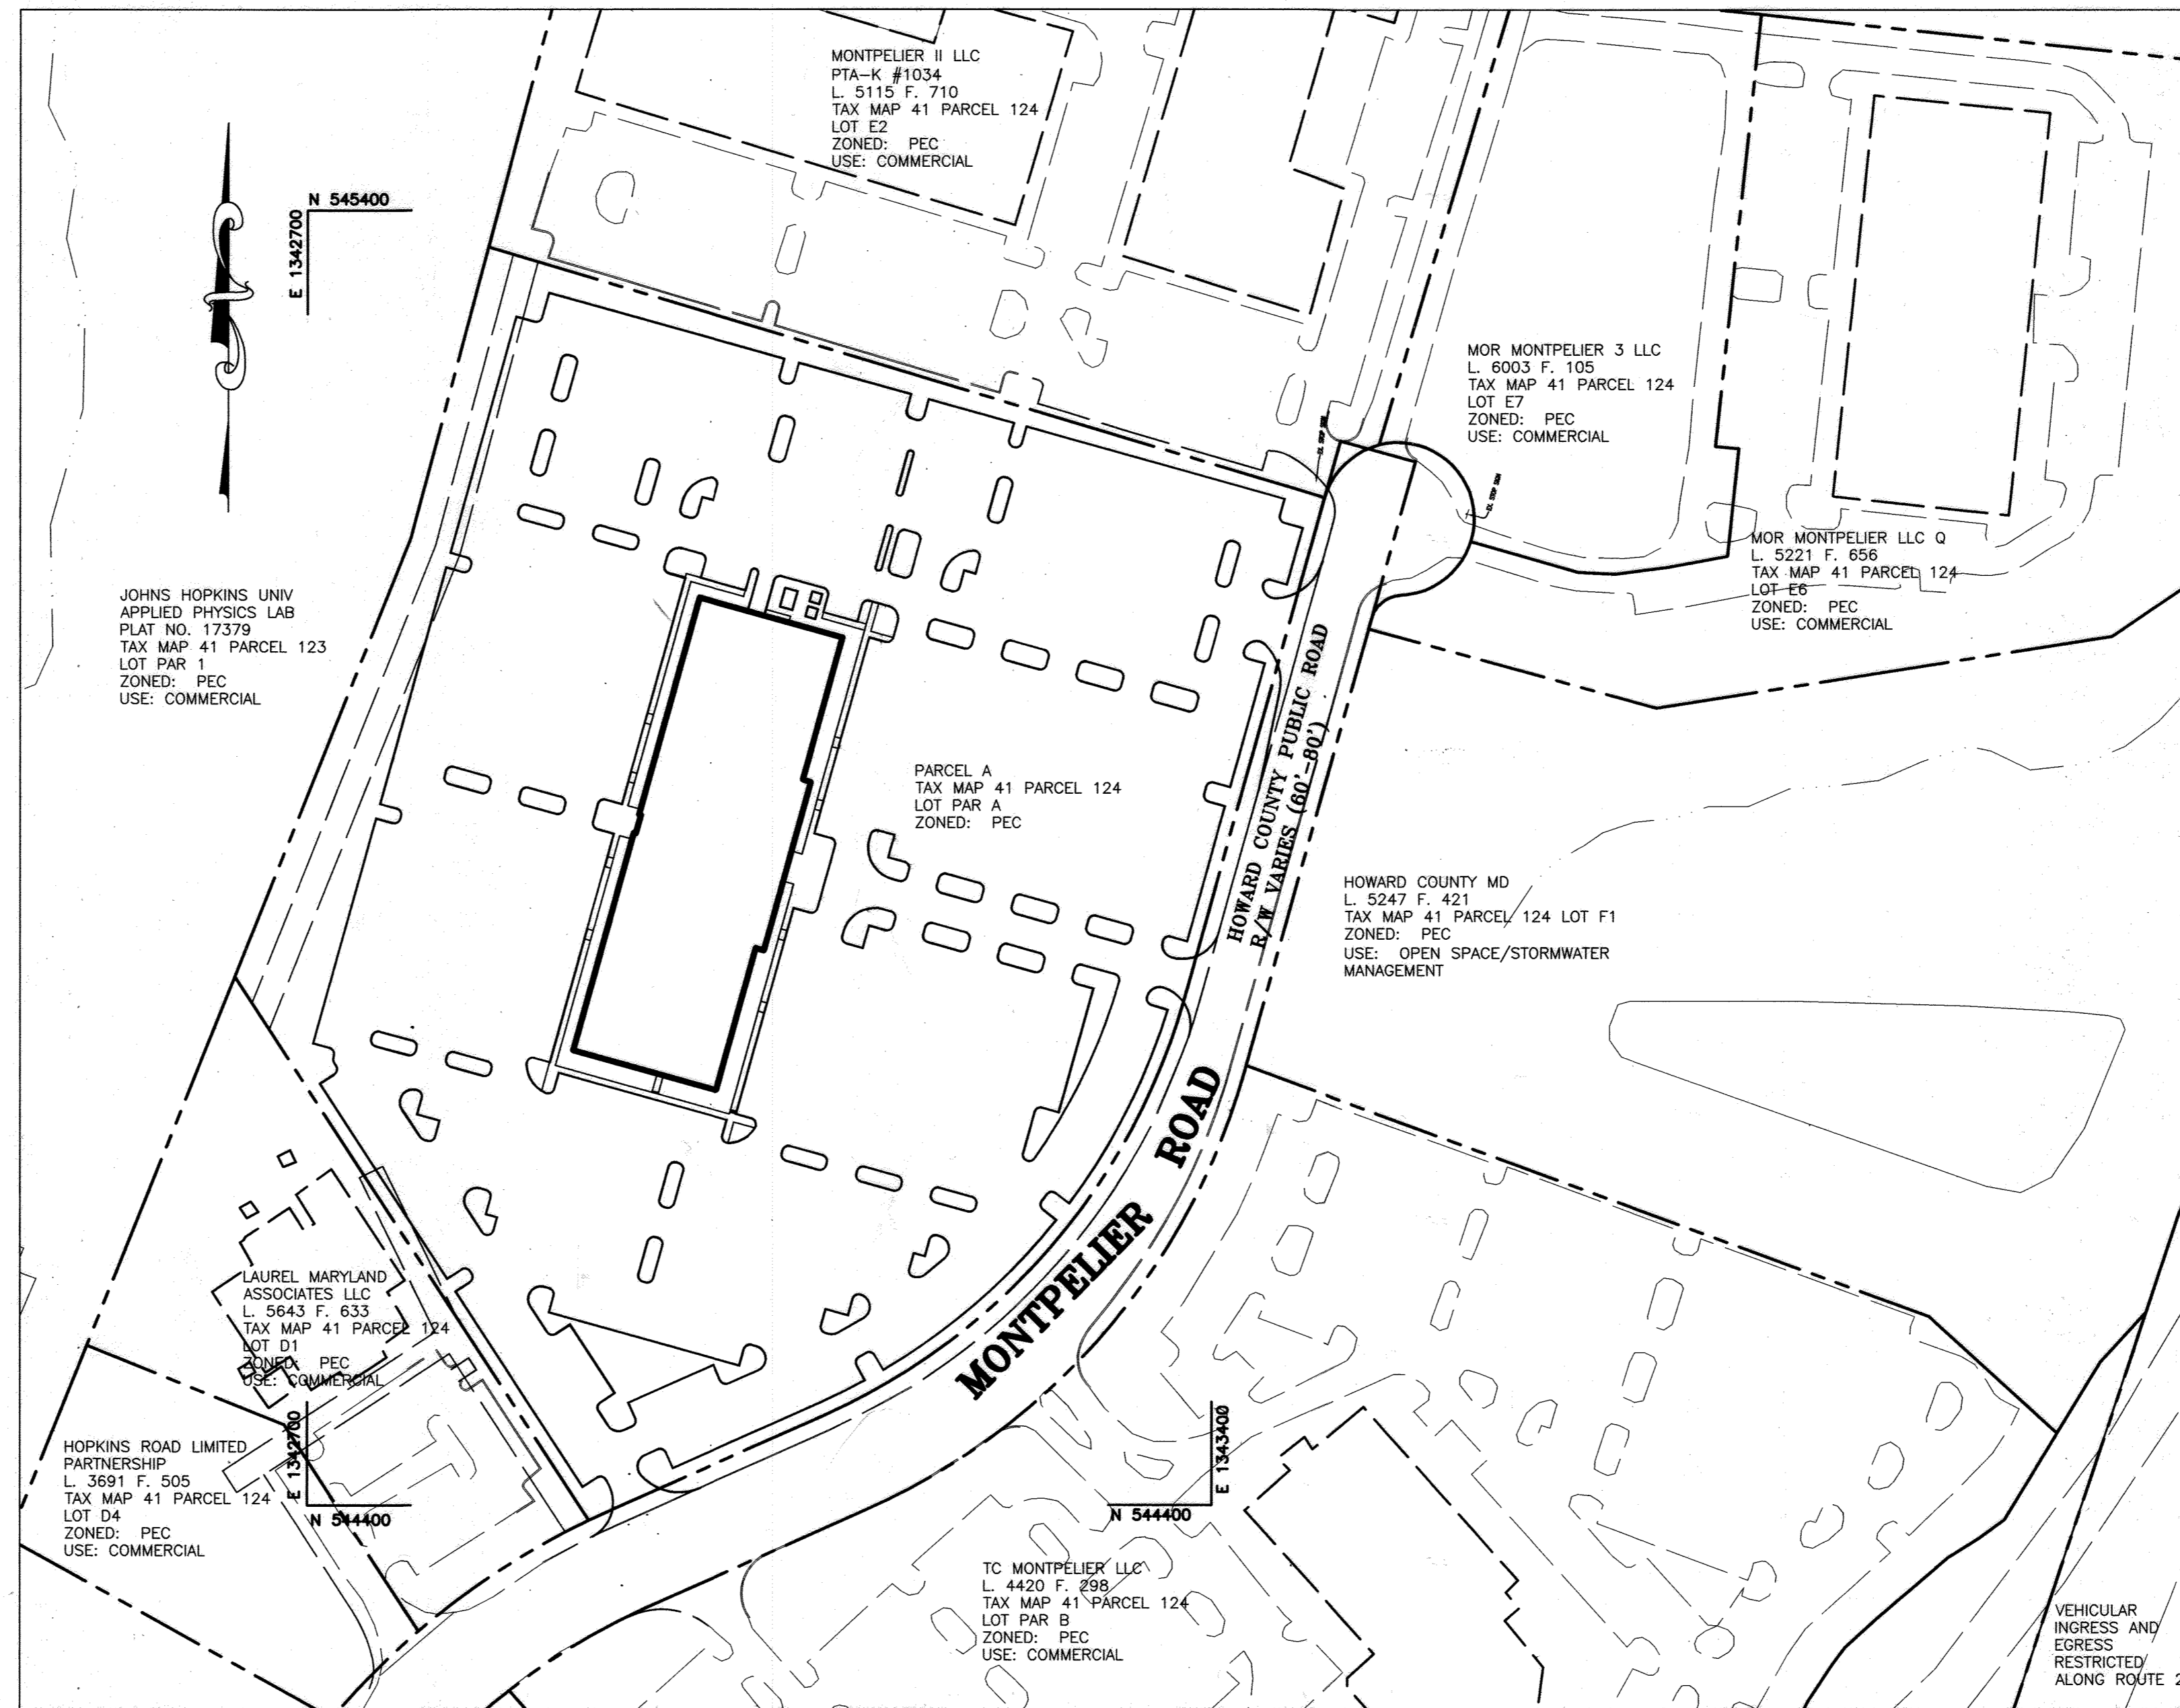 MONTPELIER II LLC
PTA-K #1034
L. 5115 F. 710
TAX MAP 41 PARCEL 124
LOT E2
ZONED: PEC
USE: COMMERCIAL
N 545400
E 1342700
MOR MONTPELIER 3 LLC
L. 6003 F. 105
TAX MAP 41 PARCEL 124
LOT E7
ZONED: PEC
USE: COMMERCIAL
EX. STOP SIGN
EX. STOP SIGN
MOR MONTPELIER LLC Q
L. 5221 F. 656
TAX MAP 41 PARCEL 124
LOT E6
ZONED: PEC
USE: COMMERCIAL
JOHNS HOPKINS UNIV
APPLIED PHYSICS LAB
PLAT NO. 17379
TAX MAP 41 PARCEL 123
LOT PAR 1
ZONED: PEC
USE: COMMERCIAL
PARCEL A
TAX MAP 41 PARCEL 124
LOT PAR A
ZONED: PEC
HOWARD COUNTY PUBLIC ROAD
R/W VARIES (60'-80')
HOWARD COUNTY MD
L. 5247 F. 421
TAX MAP 41 PARCEL 124 LOT F1
ZONED: PEC
USE: OPEN SPACE/STORMWATER
MANAGEMENT
MONTPELIER ROAD
LAUREL MARYLAND
ASSOCIATES LLC
L. 5643 F. 633
TAX MAP 41 PARCEL 124
LOT D1
ZONED: PEC
USE: COMMERCIAL
HOPKINS ROAD LIMITED
PARTNERSHIP
L. 3691 F. 505
TAX MAP 41 PARCEL 124
LOT D4
ZONED: PEC
USE: COMMERCIAL
E 1342700
N 544400
E 1343400
N 544400
TC MONTPELIER LLC
L. 4420 F. 298
TAX MAP 41 PARCEL 124
LOT PAR B
ZONED: PEC
USE: COMMERCIAL
VEHICULAR
INGRESS AND
EGRESS
RESTRICTED
ALONG ROUTE 2